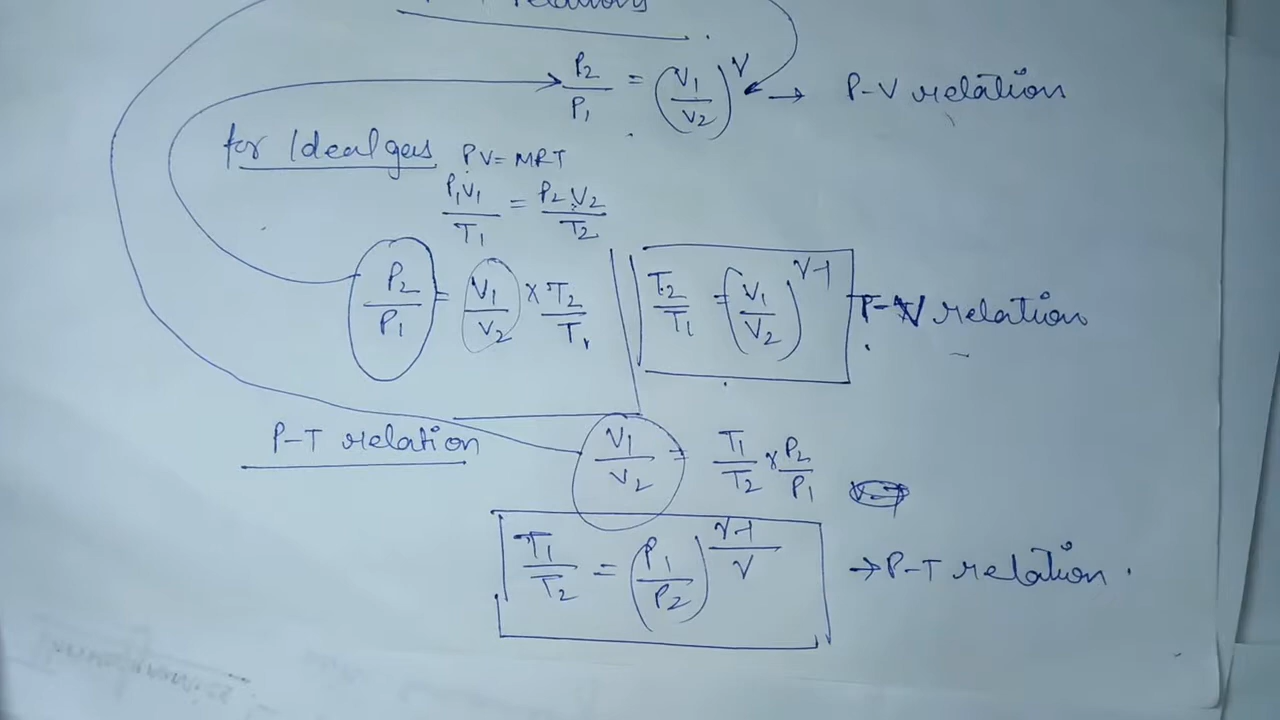 relations
P2/P1 = (V1/V2)^γ → P-V relation
for Ideal gas PV=MRT
P1V1/T1 = P2V2/T2
P2/P1 = V1/V2 × T2/T1
T2/T1 = (V1/V2)^(γ-1) T-V relation
P-T relation
V1/V2 = T1/T2 × P2/P1
T1/T2 = (P1/P2)^((γ-1)/γ) → P-T relation.